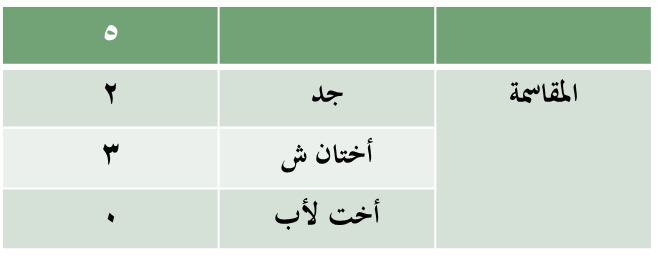 ٥
المقاسمة جد ٢
أختان ش ٣
أخت لأب ٠